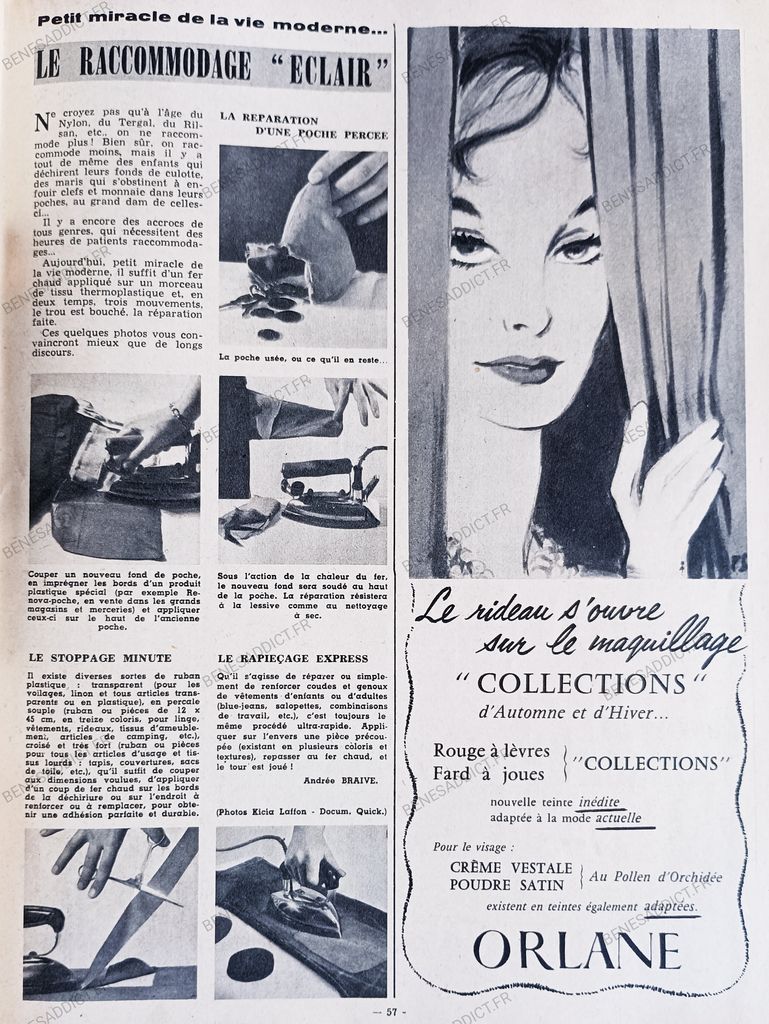 Petit miracle de la vie moderne...
LE RACCOMMODAGE "ECLAIR"
Ne croyez pas qu'à l'âge du
Nylon, du Tergal, du Ril-
san, etc., on ne raccom-
mode plus ! Bien sûr, on rac-
commode moins, mais il y a
tout de même des enfants qui
déchirent leurs fonds de culotte,
des maris qui s'obstinent à en-
fouir clefs et monnaie dans leurs
poches, au grand dam de celles-
ci...
Il y a encore des accrocs de
tous genres, qui nécessitent des
heures de patients raccommoda-
ges...
Aujourd'hui, petit miracle de
la vie moderne, il suffit d'un fer
chaud appliqué sur un morceau
de tissu thermoplastique et, en
deux temps, trois mouvements,
le trou est bouché, la réparation
faite.
Ces quelques photos vous con-
vaincront mieux que de longs
discours.
LA REPARATION
D'UNE POCHE PERCEE
La poche usée, ou ce qu'il en reste...
Couper un nouveau fond de poche,
en imprégner les bords d'un produit
plastique spécial (par exemple Re-
nova-poche, en vente dans les grands
magasins et merceries) et appliquer
ceux-ci sur le haut de l'ancienne
poche.
Sous l'action de la chaleur du fer,
le nouveau fond sera soudé au haut
de la poche. La réparation résistera
à la lessive comme au nettoyage
à sec.
LE STOPPAGE MINUTE
Il existe diverses sortes de ruban
plastique : transparent (pour les
voilages, linon et tous articles trans-
parents ou en plastique), en percale
souple (ruban ou pièces de 12 x
45 cm, en treize coloris, pour linge,
vêtements, rideaux, tissus d'ameuble-
ment, articles de camping, etc.),
croisé et très fort (ruban ou pièces
pour tous les articles d'usage et tis-
sus lourds : tapis, couvertures, sacs
de toile, etc.), qu'il suffit de couper
aux dimensions voulues, d'appliquer
d'un coup de fer chaud sur les bords
de la déchirure ou sur l'endroit à
renforcer ou à remplacer, pour obte-
nir une adhésion parfaite et durable.
LE RAPIEÇAGE EXPRESS
Qu'il s'agisse de réparer ou simple-
ment de renforcer coudes et genoux
de vêtements d'enfants ou d'adultes
(blue-jeans, salopettes, combinaisons
de travail, etc.), c'est toujours le
même procédé ultra-rapide. Appli-
quer sur l'envers une pièce précou-
pée (existant en plusieurs coloris et
textures), repasser au fer chaud, et
le tour est joué !
Andrée BRAIVE.
(Photos Kicia Laffon - Docum. Quick.)
— 57 -
Le rideau s'ouvre
sur le maquillage
"COLLECTIONS"
d'Automne et d'Hiver...
Rouge à lèvres
Fard à joues
"COLLECTIONS"
nouvelle teinte inédite
adaptée à la mode actuelle
Pour le visage :
CRÈME VESTALE
POUDRE SATIN
Au Pollen d'Orchidée
existent en teintes également adaptées.
ORLANE
BENESADDICT.FR